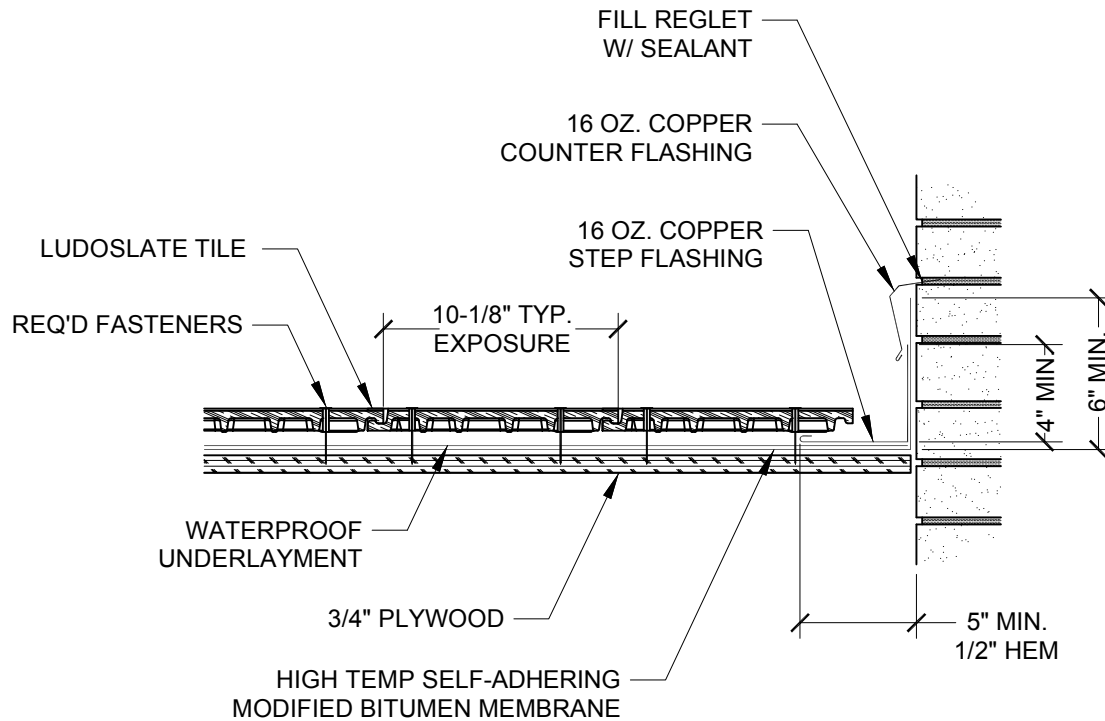 FILL REGLET
W/ SEALANT
16 OZ. COPPER
COUNTER FLASHING
16 OZ. COPPER
STEP FLASHING
LUDOSLATE TILE
REQ'D FASTENERS
10-1/8" TYP.
EXPOSURE
4" MIN.
6" MIN.
WATERPROOF
UNDERLAYMENT
3/4" PLYWOOD
5" MIN.
1/2" HEM
HIGH TEMP SELF-ADHERING
MODIFIED BITUMEN MEMBRANE